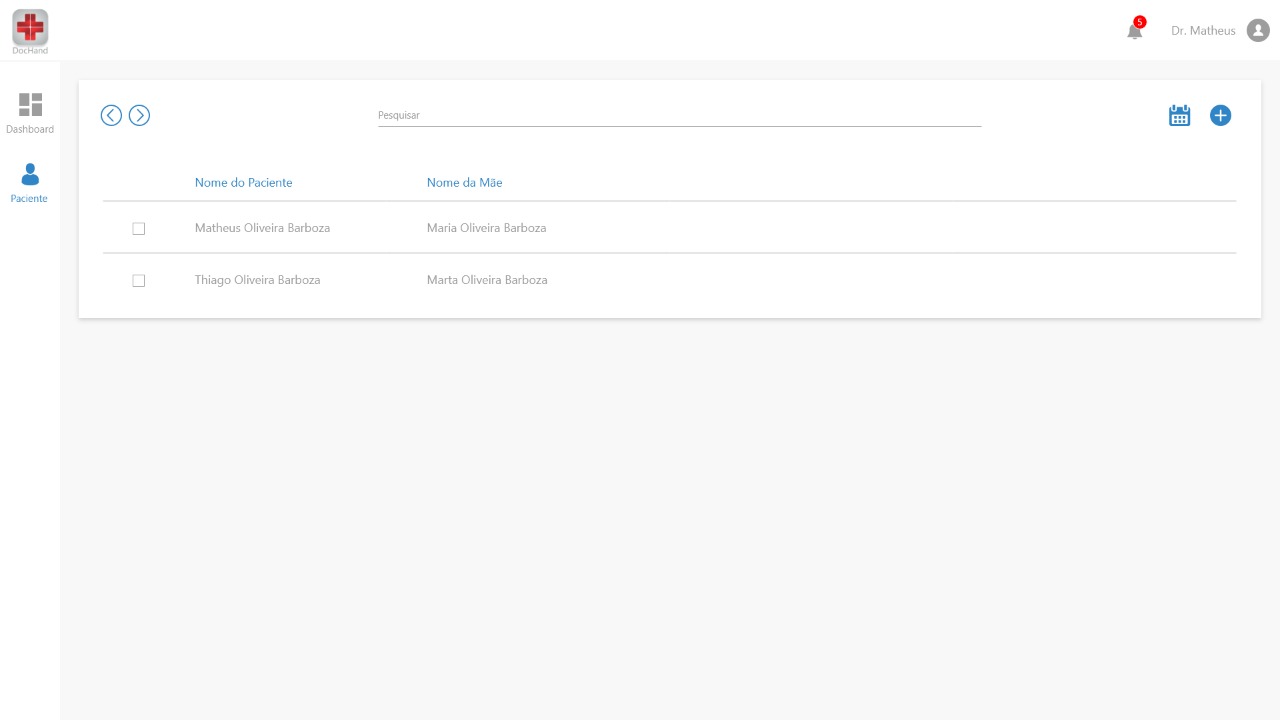 DocHand
5
Dr. Matheus
Dashboard
Paciente
Pesquisar
Nome do Paciente Nome da Mãe
Matheus Oliveira Barboza Maria Oliveira Barboza
Thiago Oliveira Barboza Marta Oliveira Barboza